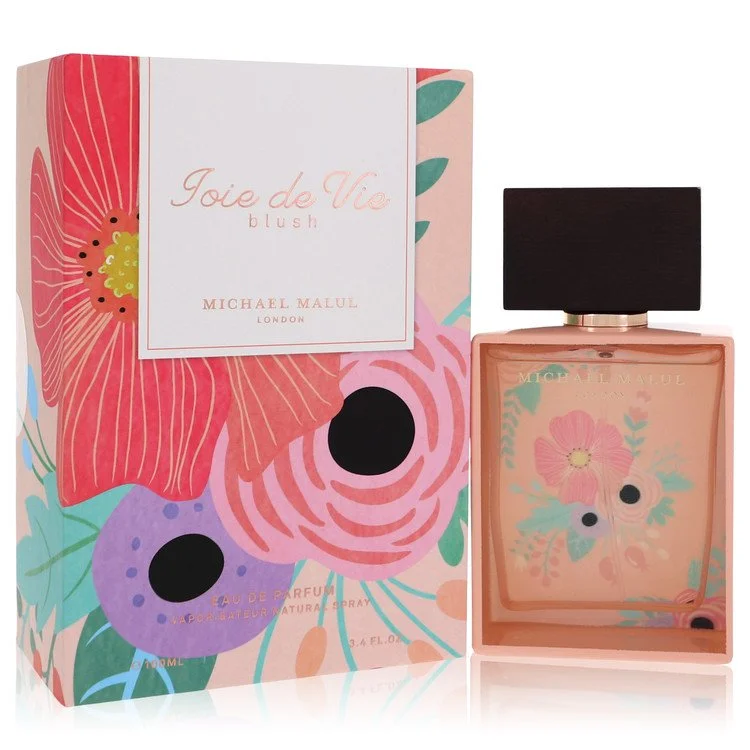 Joie de Vie
blush
MICHAEL MALUL
LONDON
EAU DE PARFUM
VAPORISATEUR NATURAL SPRAY
100ML
3.4 FL.OZ
MICHAEL MALUL
LONDON